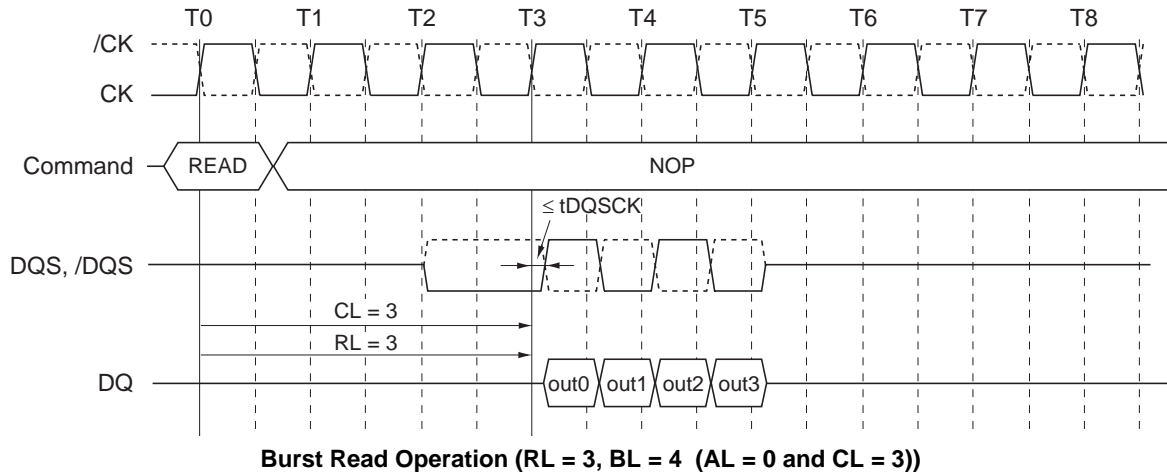 T0 T1 T2 T3 T4 T5 T6 T7 T8
/CK
CK
Command READ NOP
≤ tDQSCK
DQS, /DQS
CL = 3
RL = 3
DQ out0 out1 out2 out3
Burst Read Operation (RL = 3, BL = 4 (AL = 0 and CL = 3))